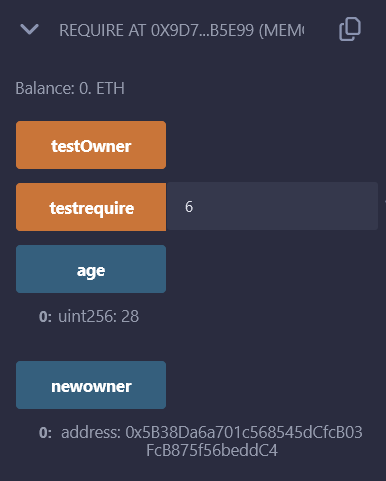 REQUIRE AT 0X9D7...B5E99 (MEMO
Balance: 0. ETH
testOwner
testrequire 6
age
0: uint256: 28
newowner
0: address: 0x5B38Da6a701c568545dCfcB03
FcB875f56beddC4